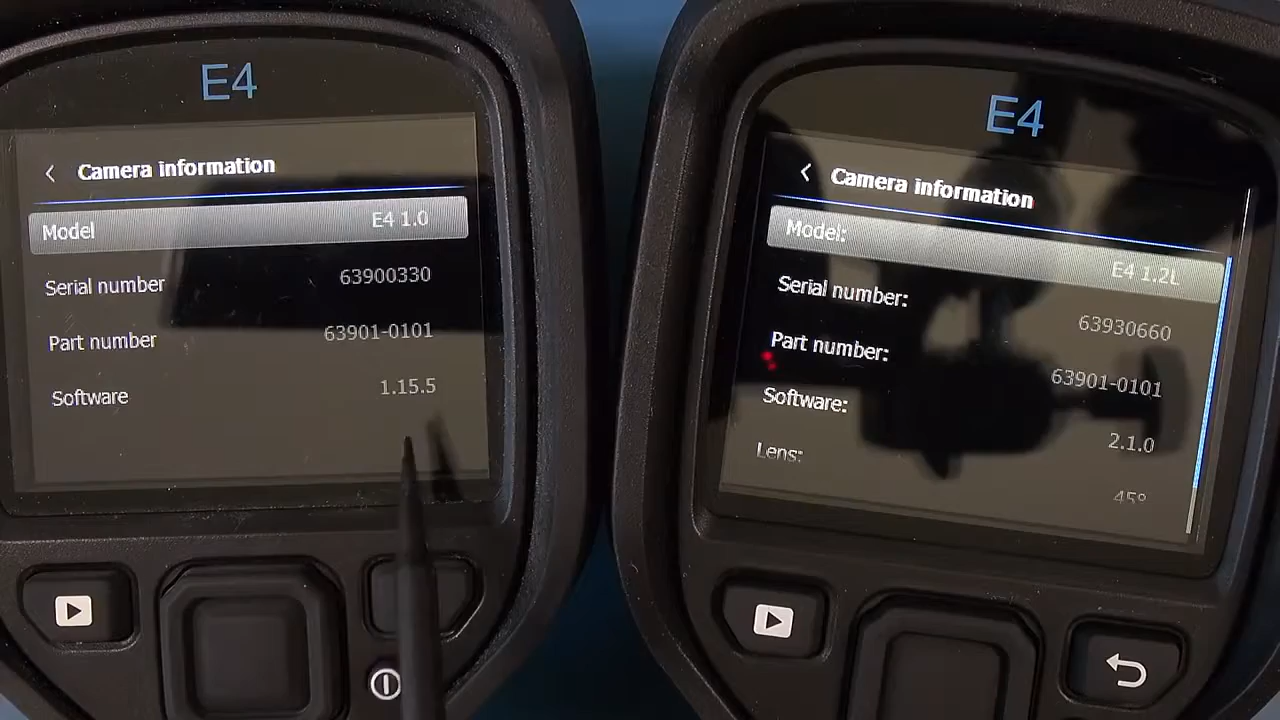 E4
Camera information
Model E4 1.0
Serial number 63900330
Part number 63901-0101
Software 1.15.5
E4
Camera information
Model: E4 1.2L
Serial number: 63930660
Part number: 63901-0101
Software: 2.1.0
Lens: 45°